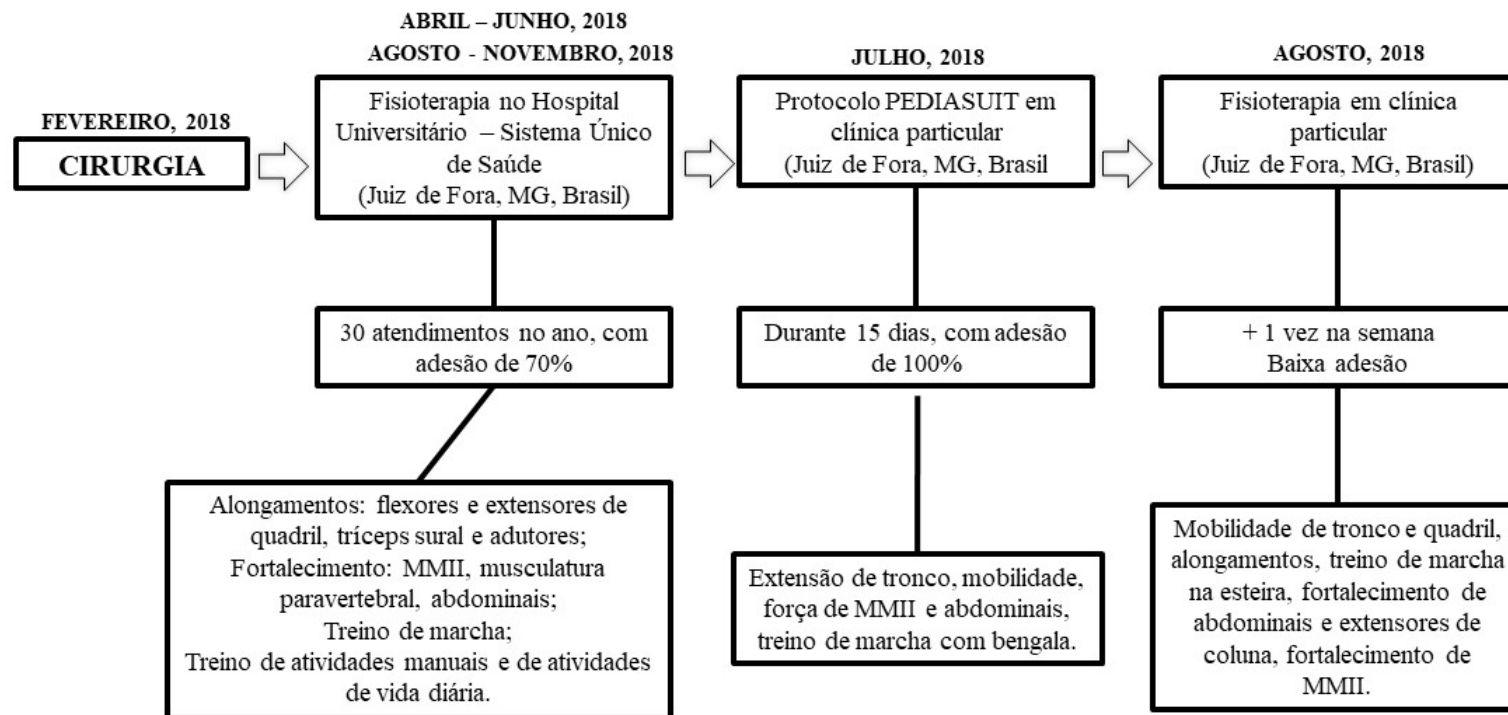 FEVEREIRO, 2018
CIRURGIA
ABRIL – JUNHO, 2018
AGOSTO - NOVEMBRO, 2018
Fisioterapia no Hospital
Universitário – Sistema Único
de Saúde
(Juiz de Fora, MG, Brasil)
30 atendimentos no ano, com
adesão de 70%
Alongamentos: flexores e extensores de
quadril, tríceps sural e adutores;
Fortalecimento: MMII, musculatura
paravertebral, abdominais;
Treino de marcha;
Treino de atividades manuais e de atividades
de vida diária.
JULHO, 2018
Protocolo PEDIASUIT em
clínica particular
(Juiz de Fora, MG, Brasil
Durante 15 dias, com adesão
de 100%
Extensão de tronco, mobilidade,
força de MMII e abdominais,
treino de marcha com bengala.
AGOSTO, 2018
Fisioterapia em clínica
particular
(Juiz de Fora, MG, Brasil)
+ 1 vez na semana
Baixa adesão
Mobilidade de tronco e quadril,
alongamentos, treino de marcha
na esteira, fortalecimento de
abdominais e extensores de
coluna, fortalecimento de
MMII.